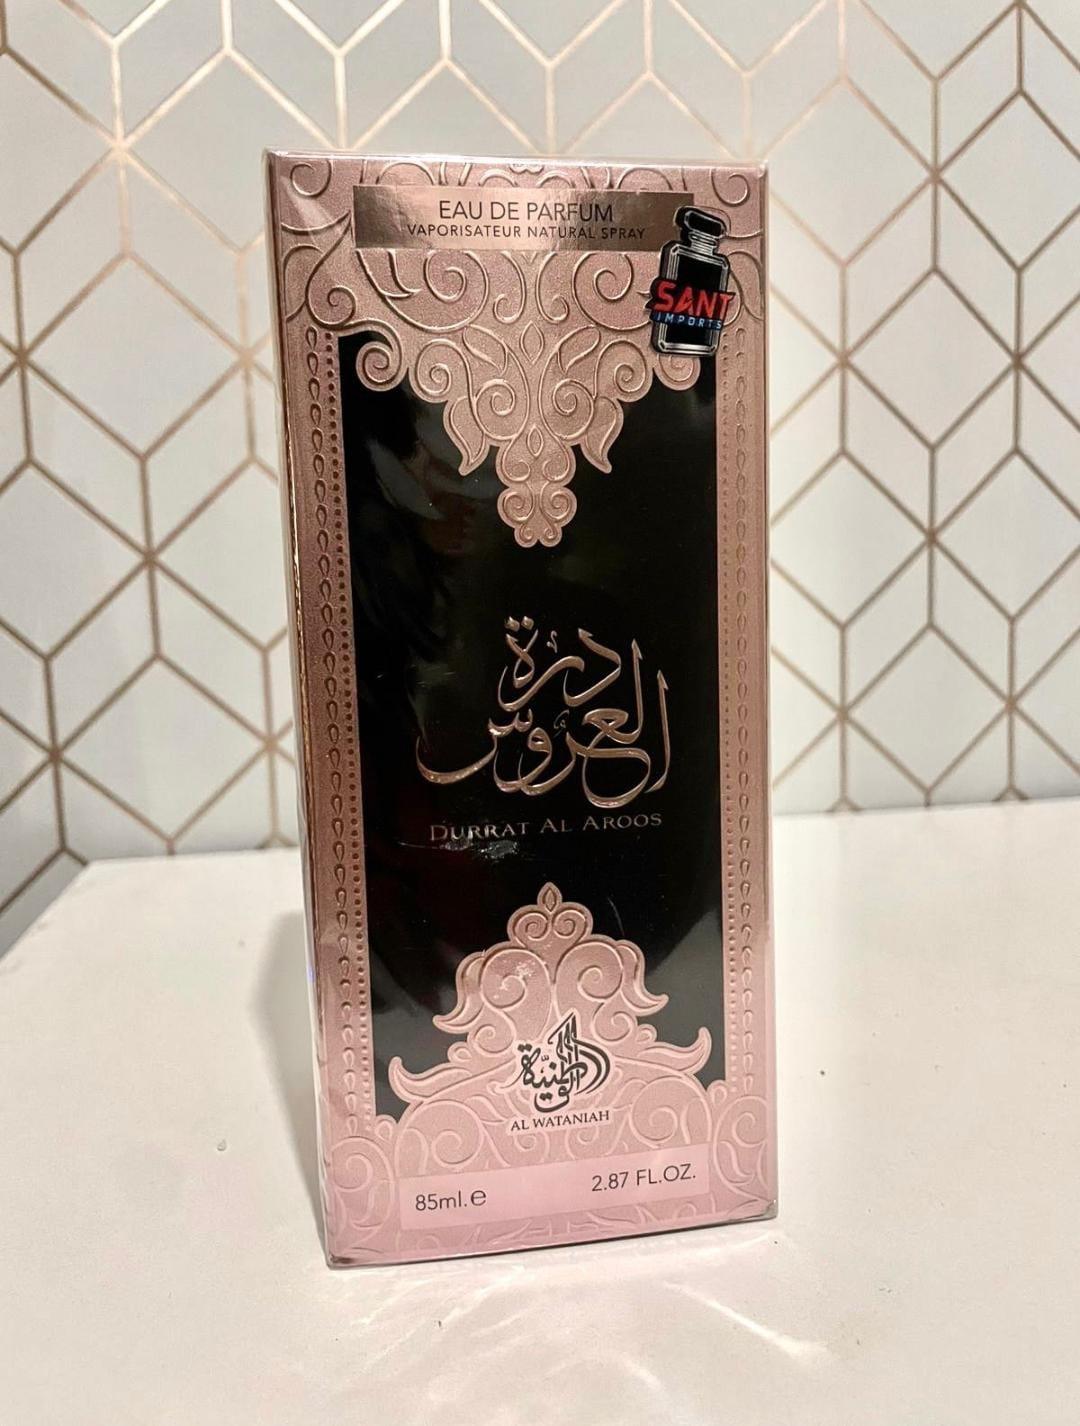 EAU DE PARFUM
VAPORISATEUR NATURAL SPRAY
SANT
IMPORTS
درة
العروس
DURRAT AL AROOS
الوطنية
AL WATANIAH
85ml.e
2.87 FL.OZ.